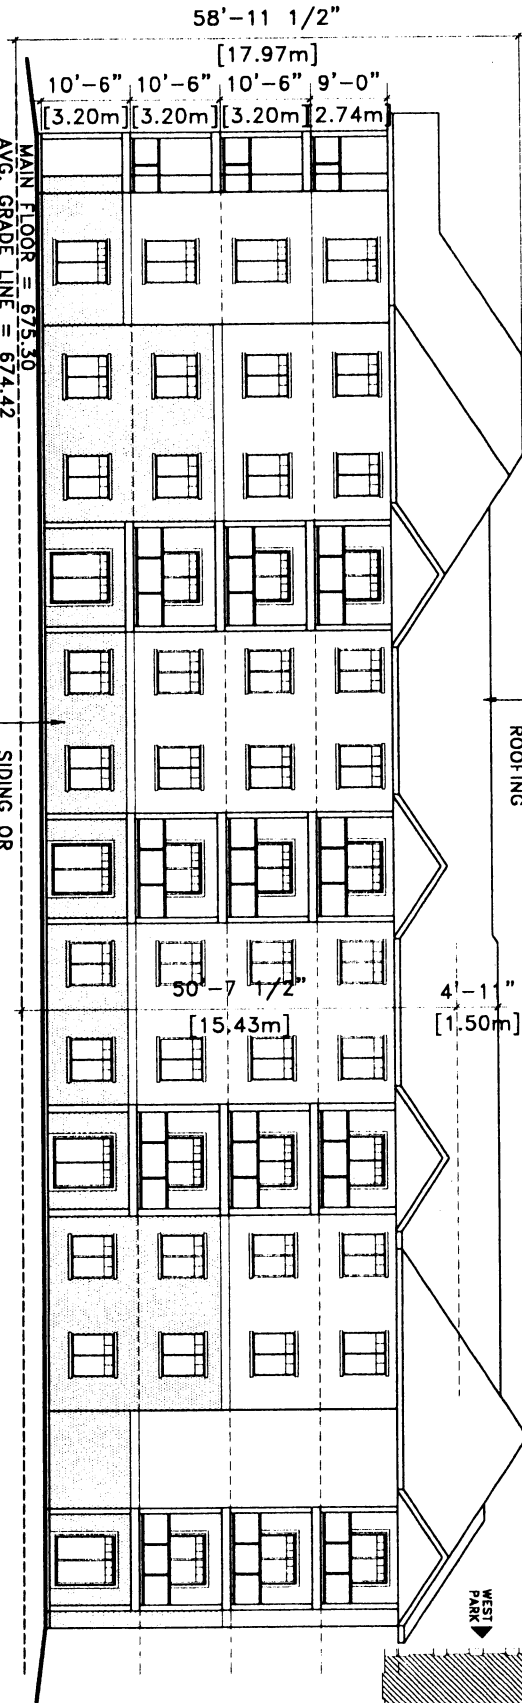 58'-11 1/2"
[17.97m]
10'-6" 10'-6" 10'-6" 9'-0"
[3.20m] [3.20m] [3.20m] [2.74m]
MAIN FLOOR = 675.30
AVG. GRADE LINE = 674.42
ROOFING
SIDING OR
50'-7 1/2"
[15.43m]
4'-11"
[1.50m]
WEST
PARK